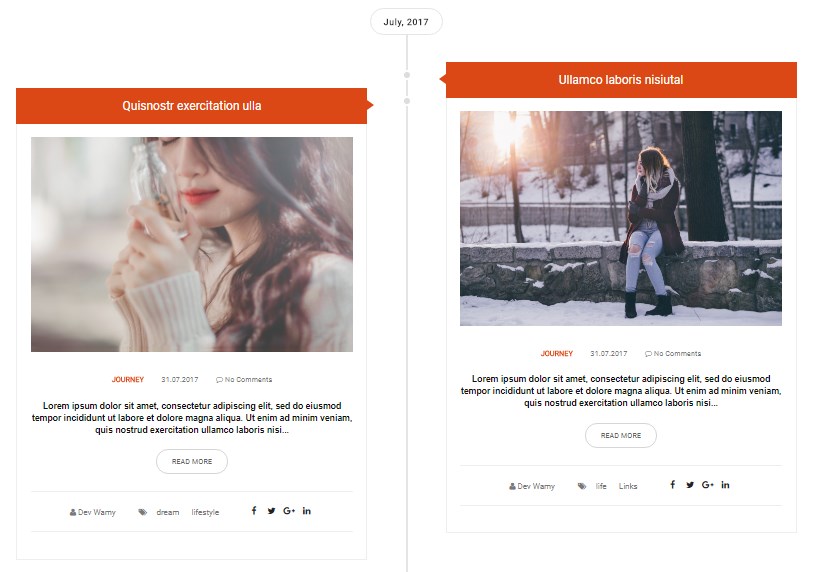 July, 2017
Quisnostr exercitation ulla
JOURNEY 31.07.2017 No Comments
Lorem ipsum dolor sit amet, consectetur adipiscing elit, sed do eiusmod
tempor incididunt ut labore et dolore magna aliqua. Ut enim ad minim veniam,
quis nostrud exercitation ullamco laboris nisi...
READ MORE
Dev Wamy dream lifestyle
Ullamco laboris nisiutal
JOURNEY 31.07.2017 No Comments
Lorem ipsum dolor sit amet, consectetur adipiscing elit, sed do eiusmod
tempor incididunt ut labore et dolore magna aliqua. Ut enim ad minim veniam,
quis nostrud exercitation ullamco laboris nisi...
READ MORE
Dev Wamy life Links